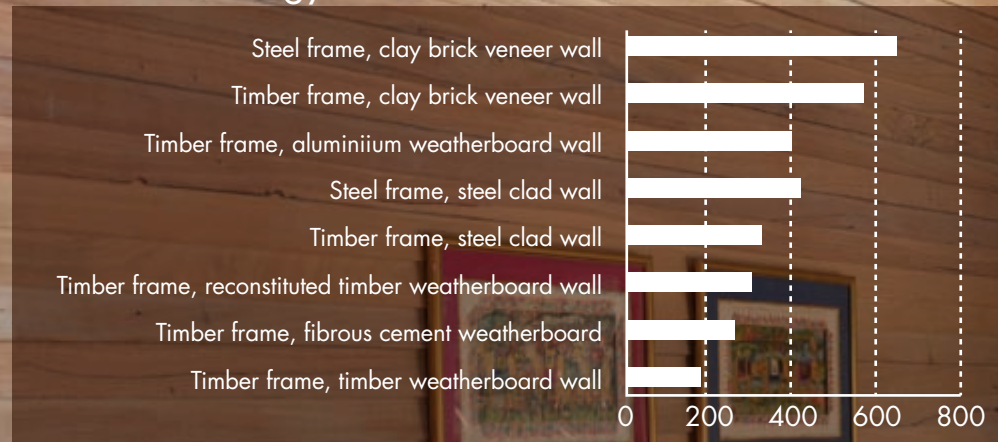 Steel frame, clay brick veneer wall
Timber frame, clay brick veneer wall
Timber frame, aluminiium weatherboard wall
Steel frame, steel clad wall
Timber frame, steel clad wall
Timber frame, reconstituted timber weatherboard wall
Timber frame, fibrous cement weatherboard
Timber frame, timber weatherboard wall
0 200 400 600 800